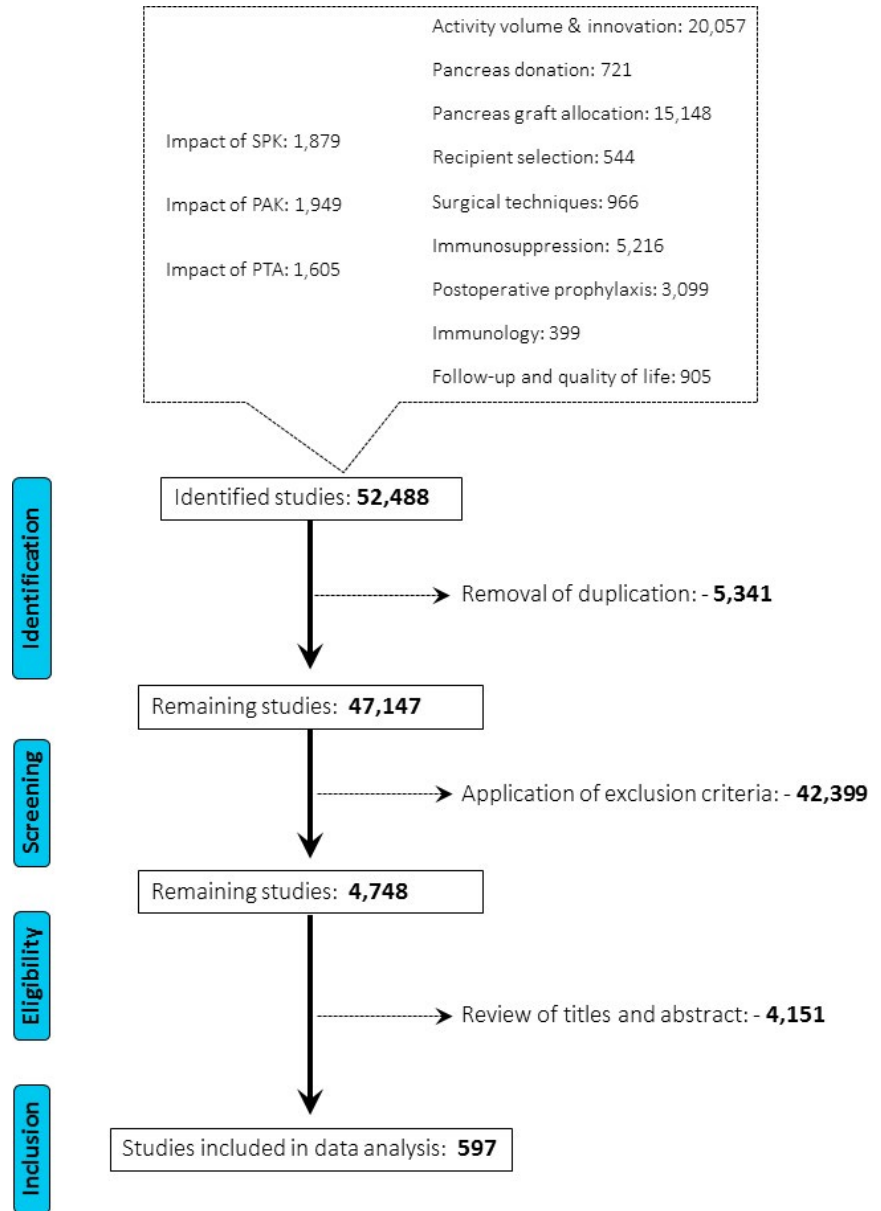 Activity volume & innovation: 20,057
Pancreas donation: 721
Pancreas graft allocation: 15,148
Impact of SPK: 1,879
Recipient selection: 544
Impact of PAK: 1,949
Surgical techniques: 966
Immunosuppression: 5,216
Impact of PTA: 1,605
Postoperative prophylaxis: 3,099
Immunology: 399
Follow-up and quality of life: 905
Identification
Identified studies: 52,488
Removal of duplication: - 5,341
Remaining studies: 47,147
Screening
Application of exclusion criteria: - 42,399
Remaining studies: 4,748
Eligibility
Review of titles and abstract: - 4,151
Inclusion
Studies included in data analysis: 597